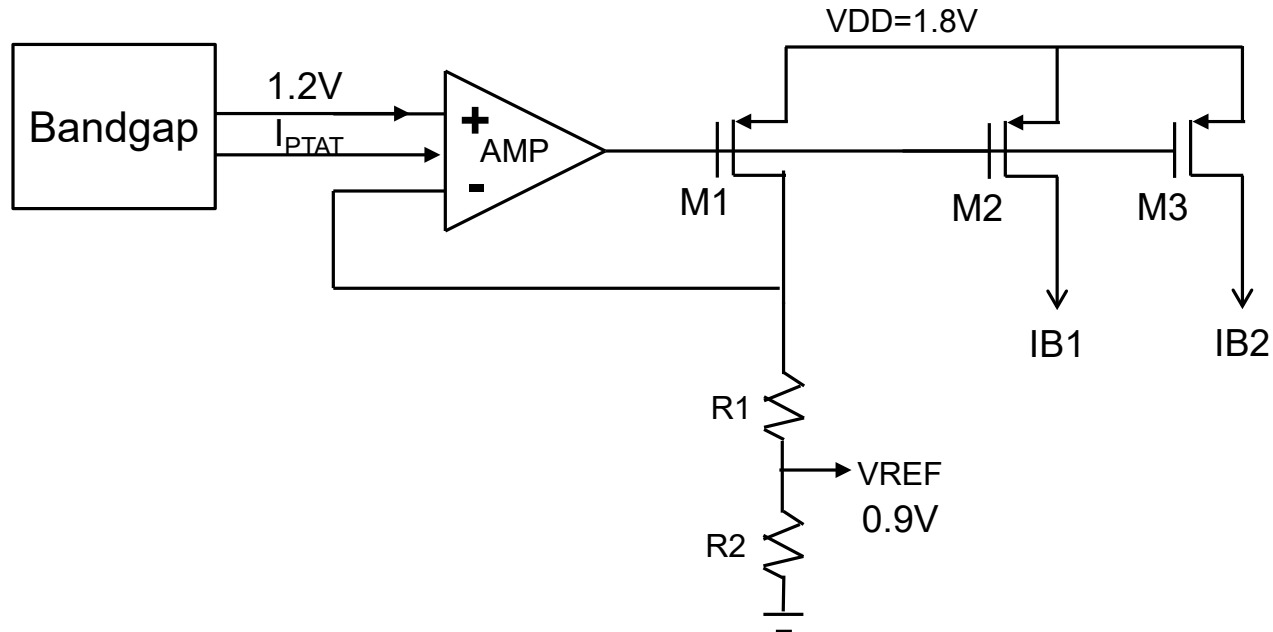 VDD=1.8V
Bandgap
1.2V
IPTAT
+
AMP
-
M1
M2
M3
IB1
IB2
R1
VREF
0.9V
R2